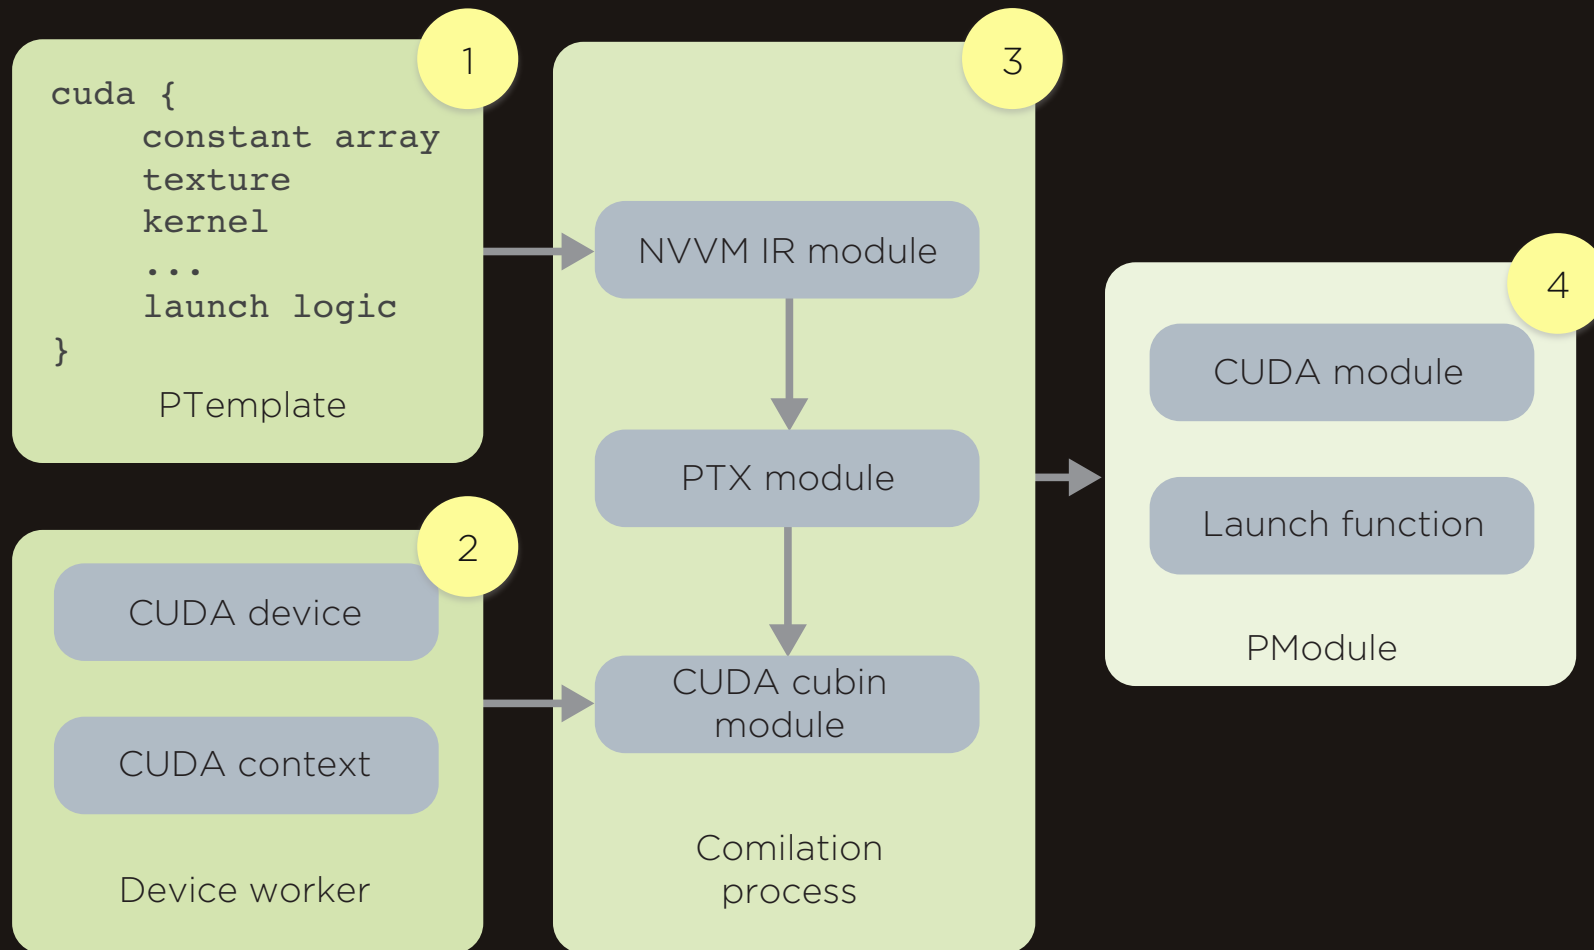 1
cuda {
constant array
texture
kernel
...
launch logic
}
PTemplate
2
CUDA device
CUDA context
Device worker
3
NVVM IR module
PTX module
CUDA cubin
module
Comilation
process
4
CUDA module
Launch function
PModule